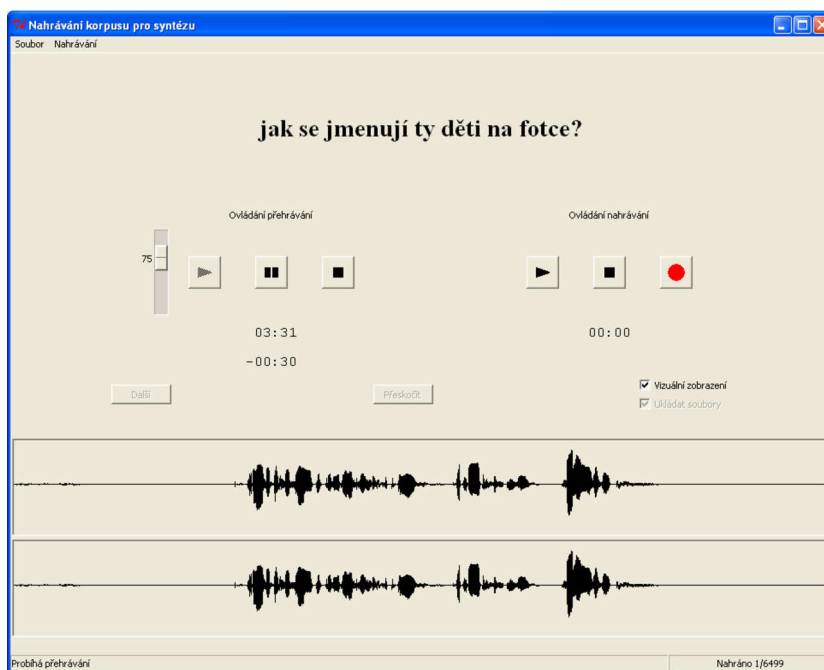 Nahrávání korpusu pro syntézu
Soubor Nahrávání
jak se jmenují ty děti na fotce?
Ovládání přehrávání
Ovládání nahrávání
75
03:31
00:00
-00:30
Další
Přeskočit
Vizuální zobrazení
Ukládat soubory
Probíhá přehrávání
Nahráno 1/6499